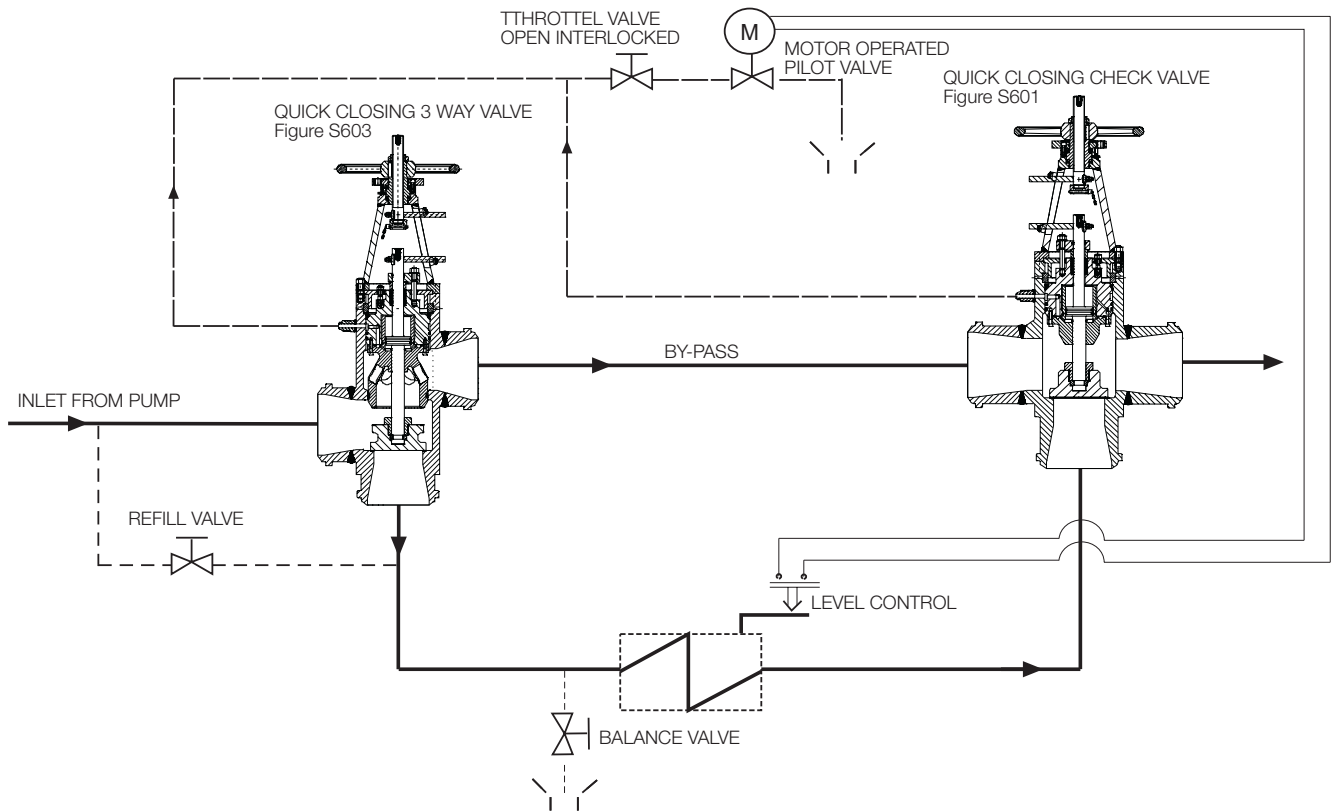 TTHROTTEL VALVE
OPEN INTERLOCKED
M
MOTOR OPERATED
PILOT VALVE
QUICK CLOSING CHECK VALVE
Figure S601
QUICK CLOSING 3 WAY VALVE
Figure S603
BY-PASS
INLET FROM PUMP
REFILL VALVE
LEVEL CONTROL
BALANCE VALVE